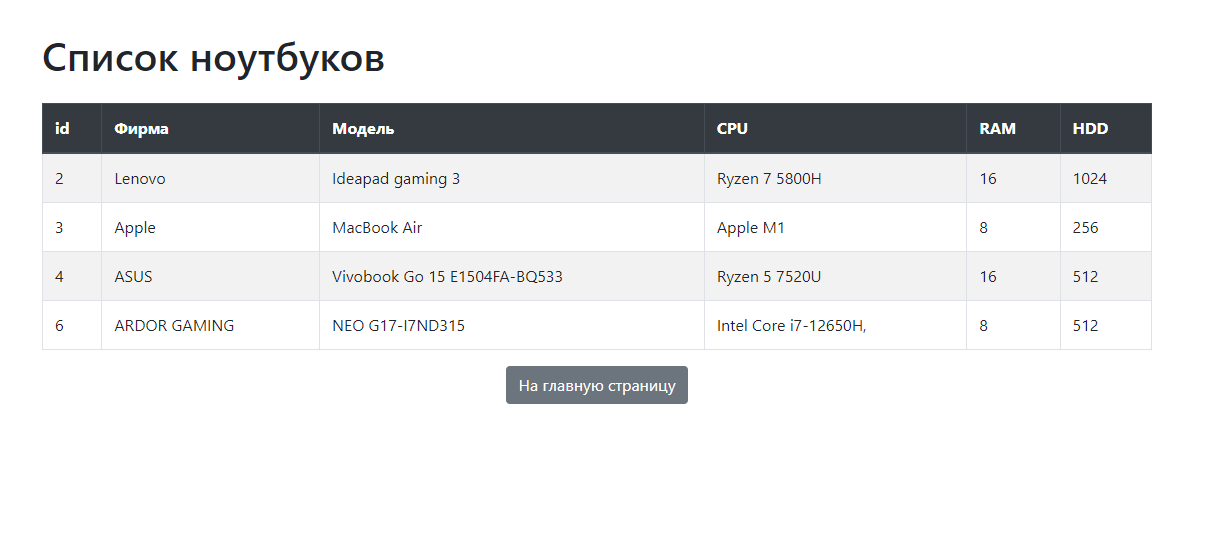 Список ноутбуков
id Фирма Модель CPU RAM HDD
2 Lenovo Ideapad gaming 3 Ryzen 7 5800H 16 1024
3 Apple MacBook Air Apple M1 8 256
4 ASUS Vivobook Go 15 E1504FA-BQ533 Ryzen 5 7520U 16 512
6 ARDOR GAMING NEO G17-I7ND315 Intel Core i7-12650H, 8 512
На главную страницу